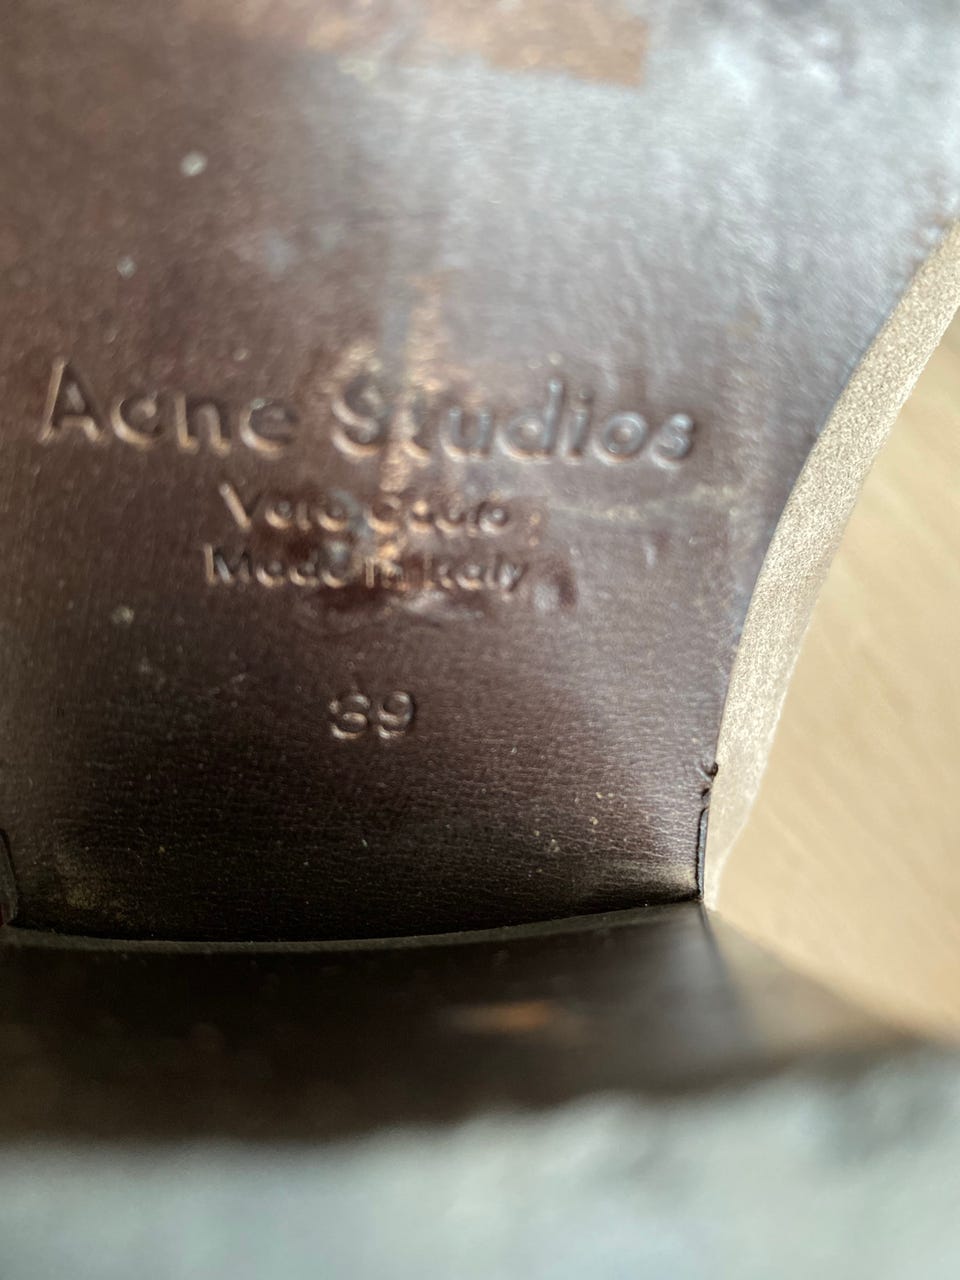 Acne Studios
Vero cuoio
Made in Italy
39